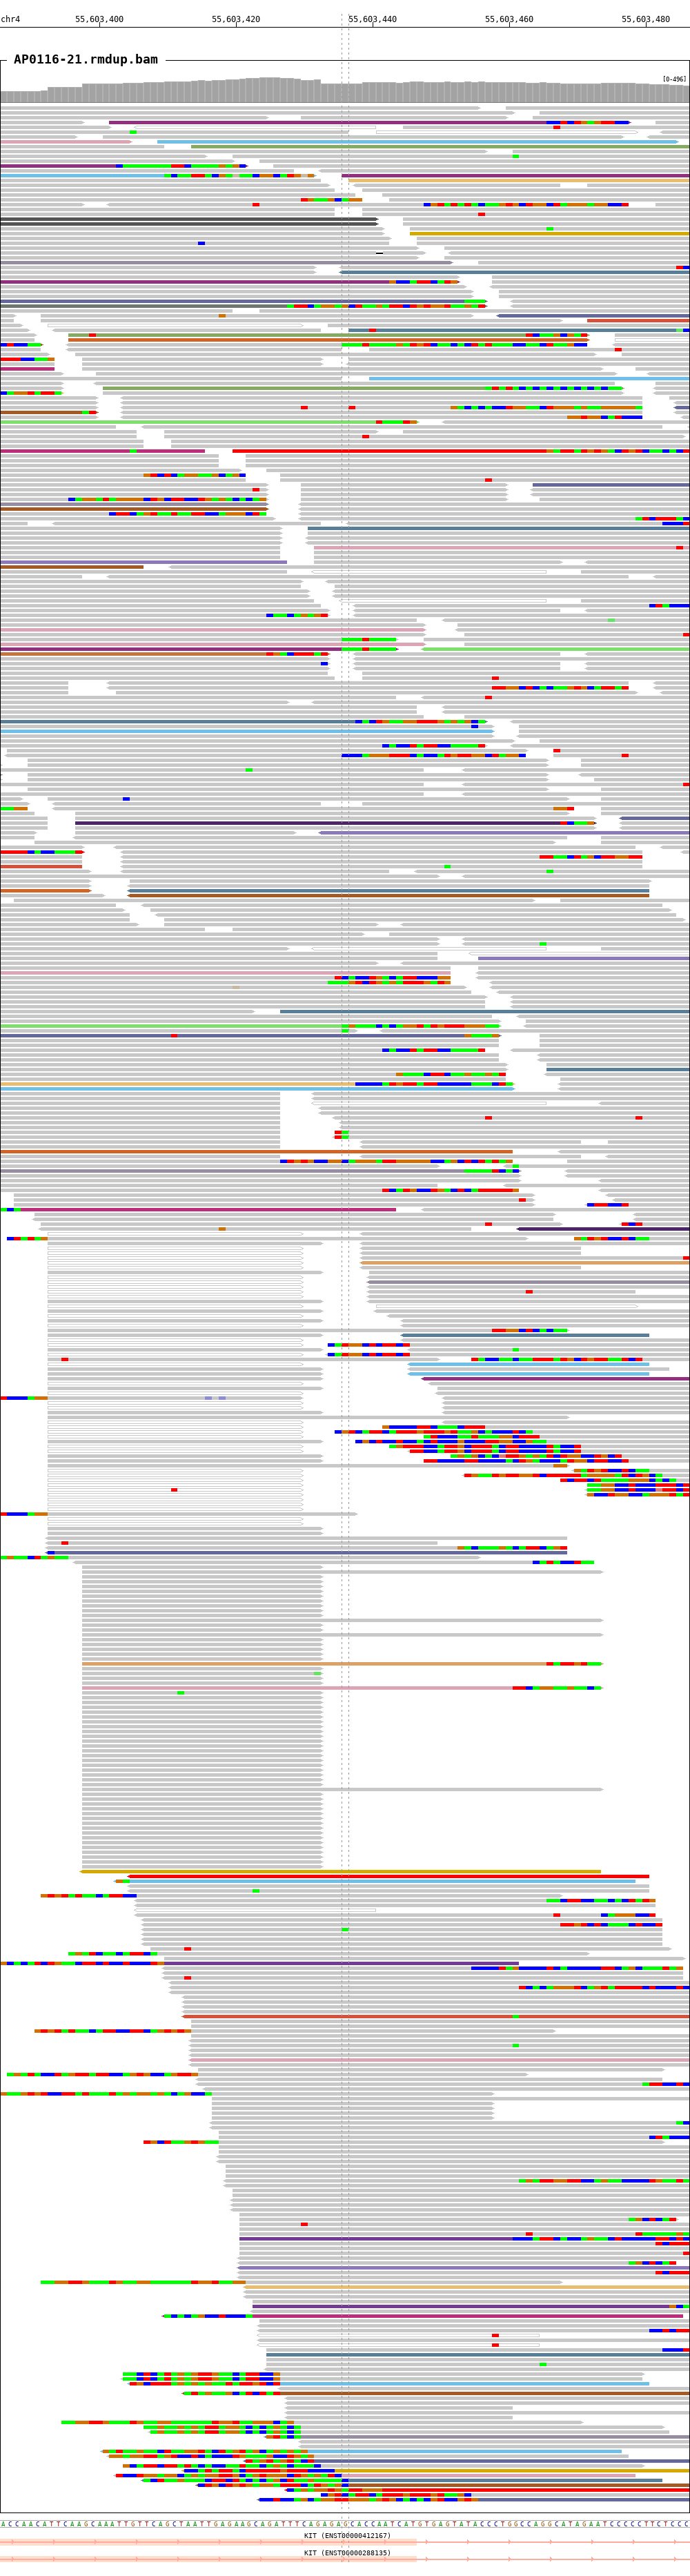 chr4 55,603,400 55,603,420 55,603,440 55,603,460 55,603,480
AP0116-21.rmdup.bam
[0-496]
ACCAACATTCAAGCAAATTGTTCAGCTAATTGAGAAGCAGATTTCAGAGAGCACCAATCATGTGAGTATACCCTGGCCAGGCATAGAATCCCCCTTCTCCC
KIT (ENST00000412167)
KIT (ENST00000288135)